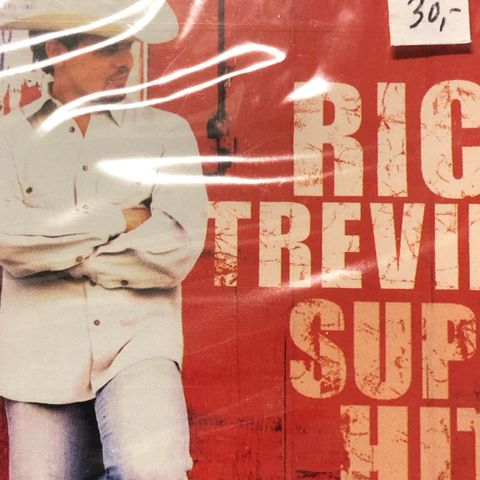 30,-
RIC
TREVI
SUP
HIT